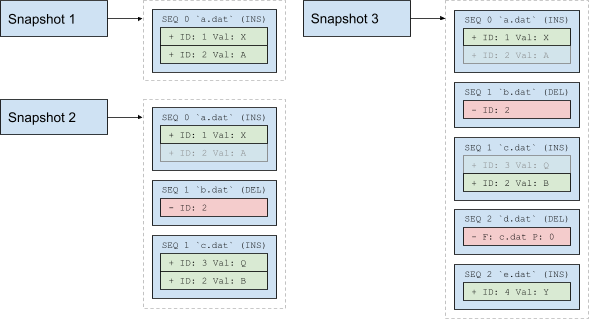 Snapshot 1
SEQ 0 `a.dat` (INS)
+ ID: 1 Val: X
+ ID: 2 Val: A
Snapshot 2
SEQ 0 `a.dat` (INS)
+ ID: 1 Val: X
+ ID: 2 Val: A
SEQ 1 `b.dat` (DEL)
- ID: 2
SEQ 1 `c.dat` (INS)
+ ID: 3 Val: Q
+ ID: 2 Val: B
Snapshot 3
SEQ 0 `a.dat` (INS)
+ ID: 1 Val: X
+ ID: 2 Val: A
SEQ 1 `b.dat` (DEL)
- ID: 2
SEQ 1 `c.dat` (INS)
+ ID: 3 Val: Q
+ ID: 2 Val: B
SEQ 2 `d.dat` (DEL)
- F: c.dat P: 0
SEQ 2 `e.dat` (INS)
+ ID: 4 Val: Y